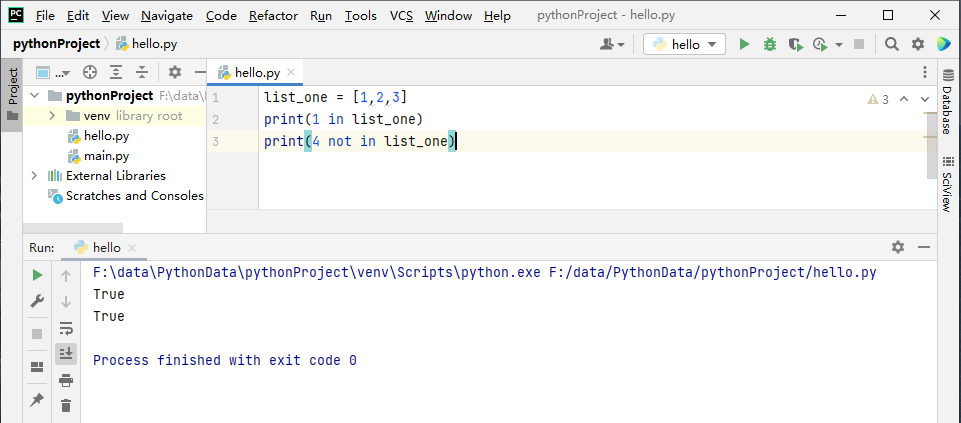 PC File Edit View Navigate Code Refactor Run Tools VCS Window Help pythonProject - hello.py
pythonProject hello.py hello
Project
... hello.py
pythonProject F:\data\
venv library root
hello.py
main.py
External Libraries
Scratches and Consoles
1 list_one = [1,2,3]
2 print(1 in list_one)
3 print(4 not in list_one)
3
Database
SciView
Run: hello
F:\data\PythonData\pythonProject\venv\Scripts\python.exe F:/data/PythonData/pythonProject/hello.py
True
True
Process finished with exit code 0